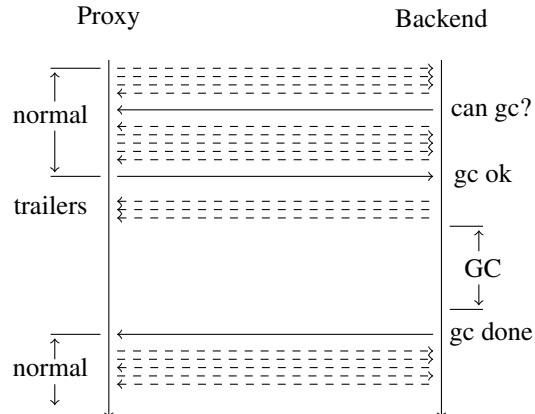 Proxy
Backend
normal
can gc?
gc ok
trailers
GC
gc done
normal